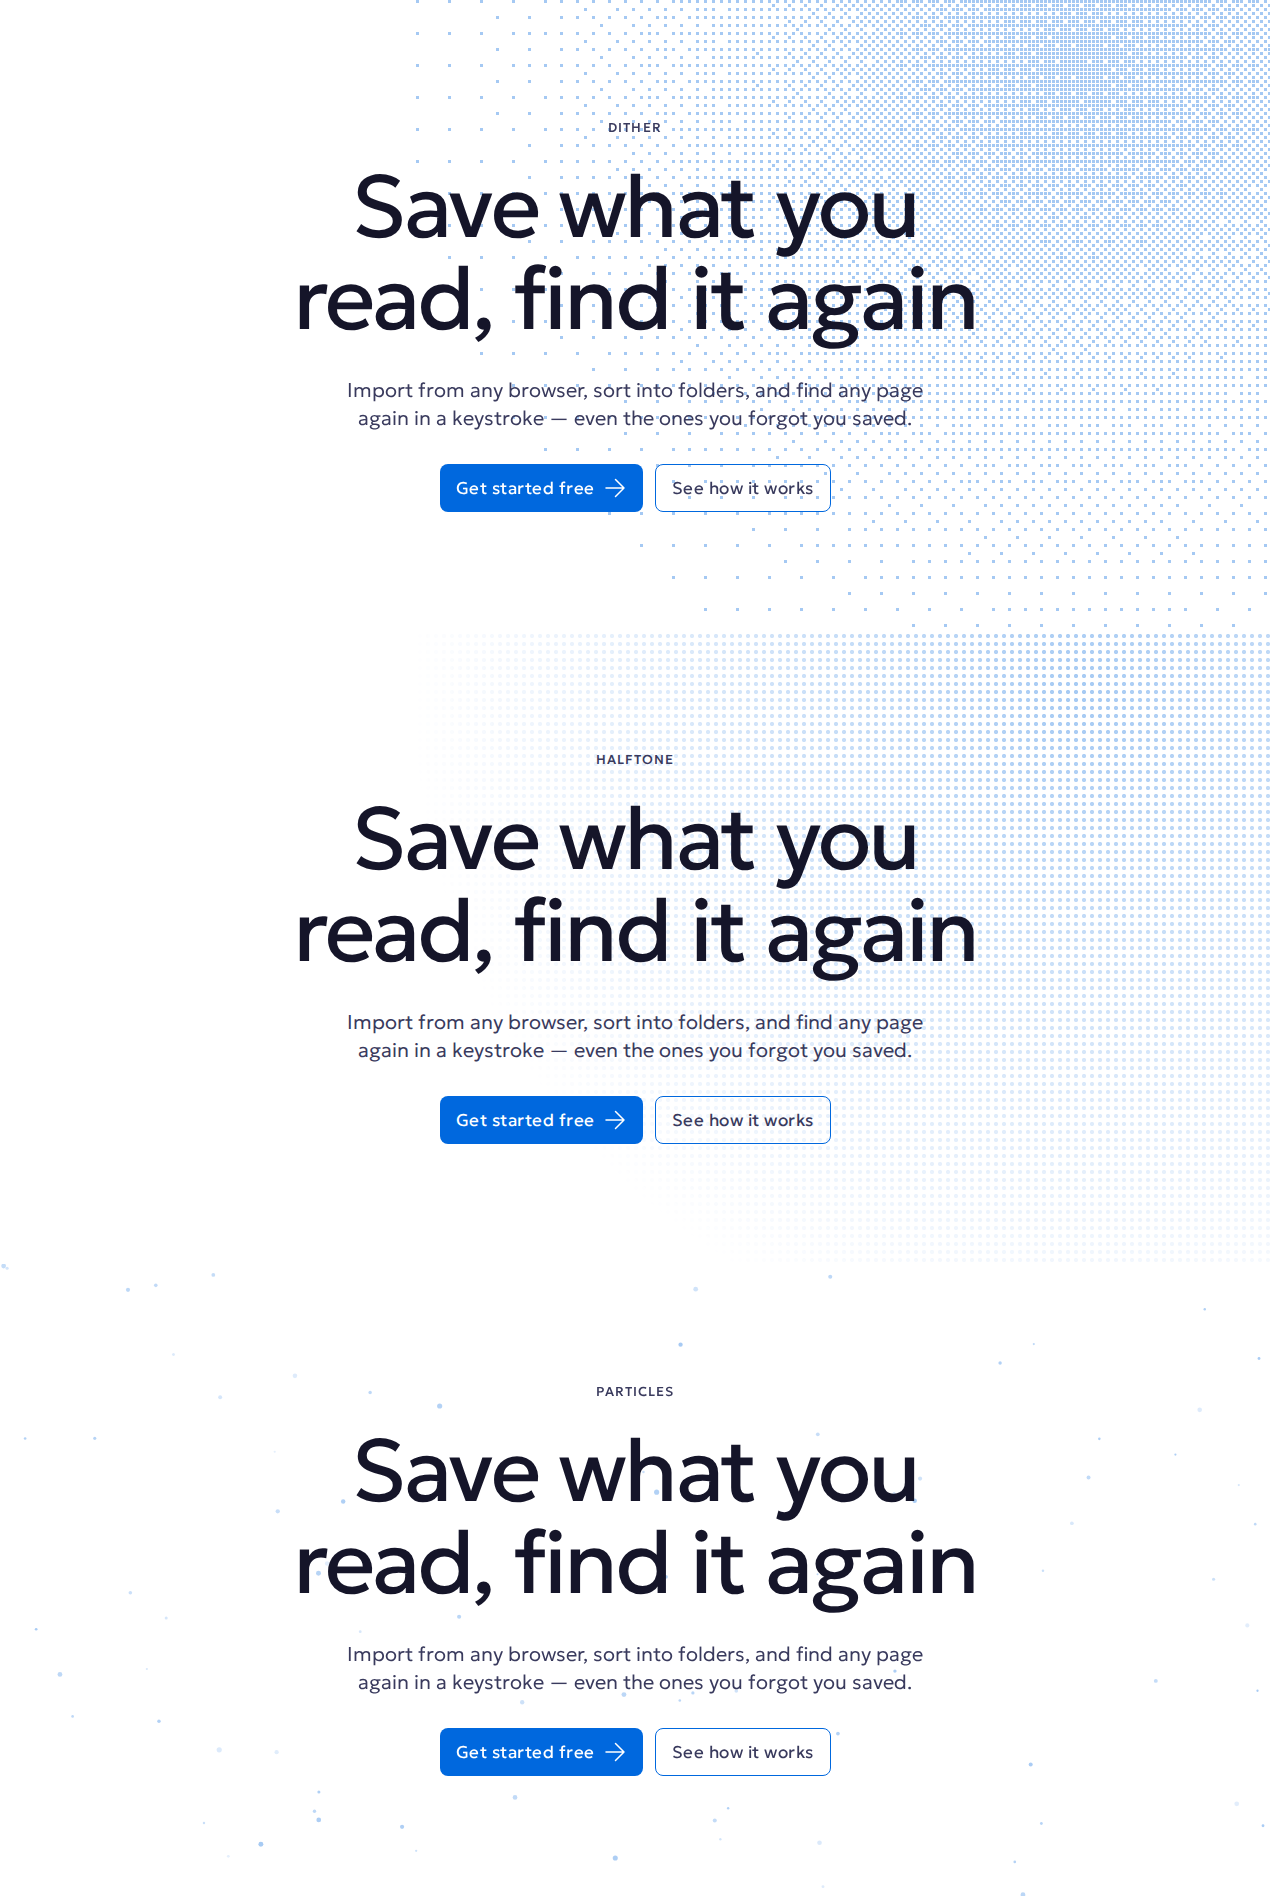 DITHER
Save what you
read, find it again
Import from any browser, sort into folders, and find any page
again in a keystroke — even the ones you forgot you saved.
Get started free
See how it works
HALFTONE
Save what you
read, find it again
Import from any browser, sort into folders, and find any page
again in a keystroke — even the ones you forgot you saved.
Get started free
See how it works
PARTICLES
Save what you
read, find it again
Import from any browser, sort into folders, and find any page
again in a keystroke — even the ones you forgot you saved.
Get started free
See how it works